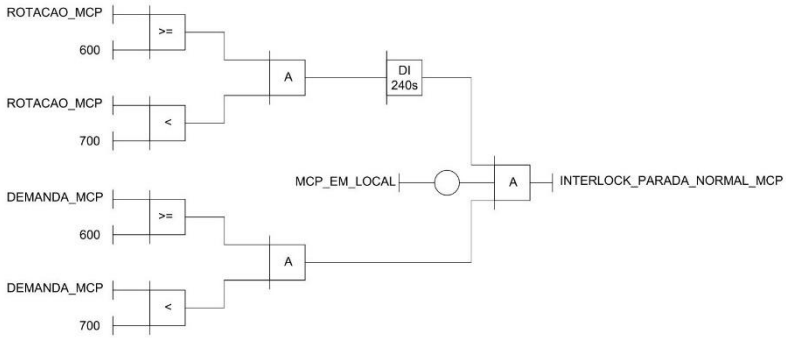 ROTACAO_MCP
>=
600
A
DI
240s
ROTACAO_MCP
<
700
MCP_EM_LOCAL
A
INTERLOCK_PARADA_NORMAL_MCP
DEMANDA_MCP
>=
600
A
DEMANDA_MCP
<
700